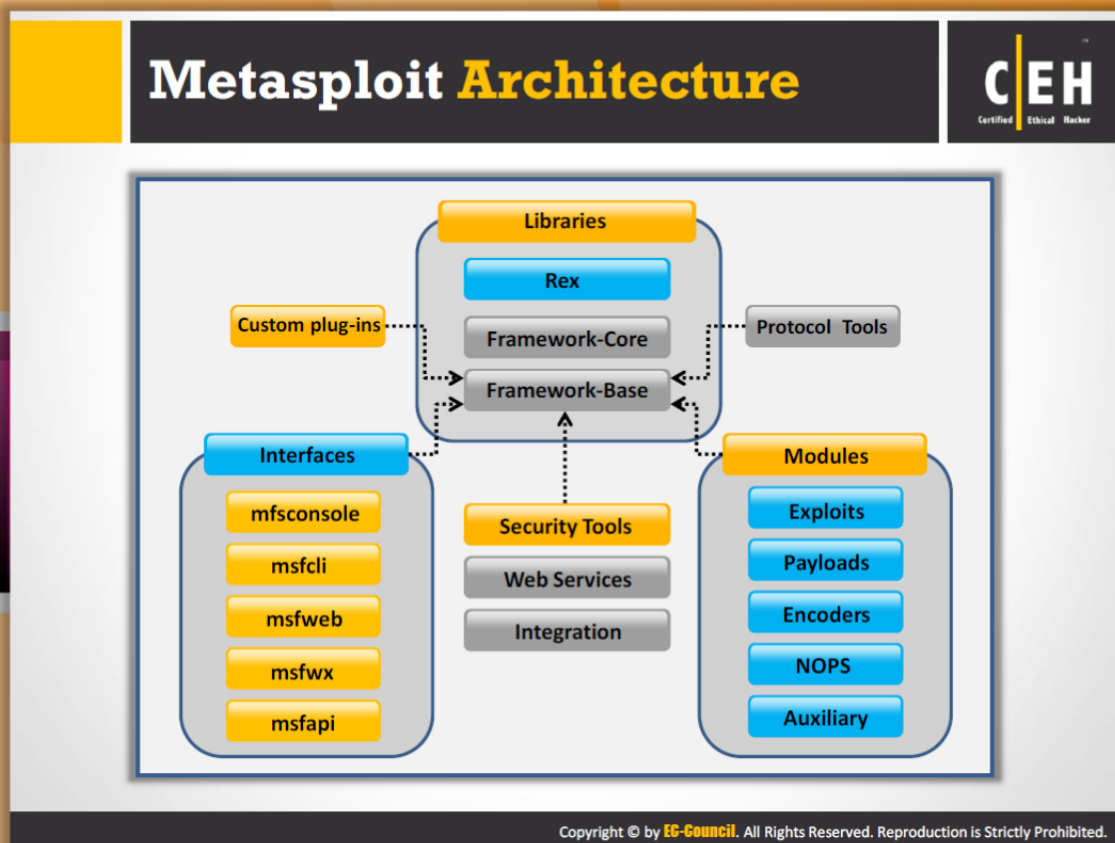 Metasploit Architecture
CEH
Certified Ethical Hacker
™
Libraries
Rex
Custom plug-ins
Protocol Tools
Framework-Core
Framework-Base
Interfaces
Modules
mfsconsole
msfcli
msfweb
msfwx
msfapi
Security Tools
Web Services
Integration
Exploits
Payloads
Encoders
NOPS
Auxiliary
Copyright © by EC-Council. All Rights Reserved. Reproduction is Strictly Prohibited.